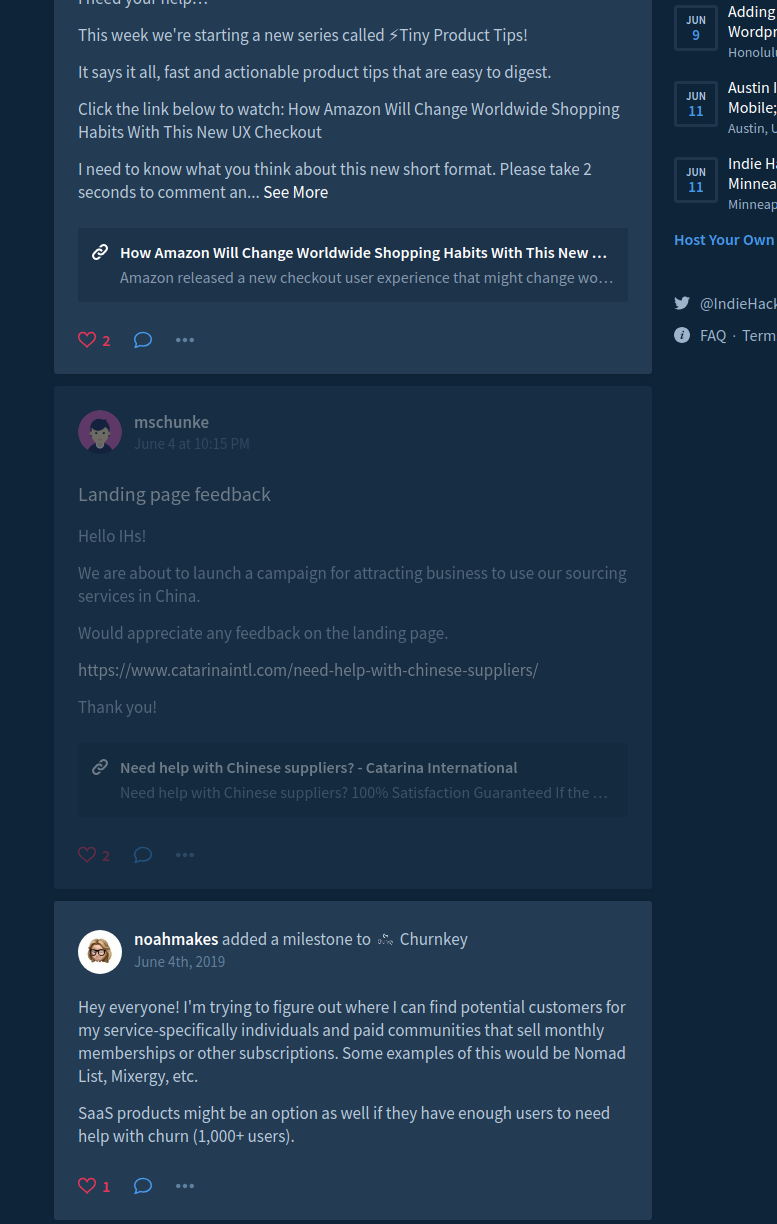 This week we're starting a new series called ⚡Tiny Product Tips!
It says it all, fast and actionable product tips that are easy to digest.
Click the link below to watch: How Amazon Will Change Worldwide Shopping
Habits With This New UX Checkout
I need to know what you think about this new short format. Please take 2
seconds to comment an... See More
How Amazon Will Change Worldwide Shopping Habits With This New …
Amazon released a new checkout user experience that might change wo…
2
mschunke
June 4 at 10:15 PM
Landing page feedback
Hello IHs!
We are about to launch a campaign for attracting business to use our sourcing
services in China.
Would appreciate any feedback on the landing page.
https://www.catarinaintl.com/need-help-with-chinese-suppliers/
Thank you!
Need help with Chinese suppliers? - Catarina International
Need help with Chinese suppliers? 100% Satisfaction Guaranteed If the …
2
noahmakes added a milestone to Churnkey
June 4th, 2019
Hey everyone! I'm trying to figure out where I can find potential customers for
my service-specifically individuals and paid communities that sell monthly
memberships or other subscriptions. Some examples of this would be Nomad
List, Mixergy, etc.
SaaS products might be an option as well if they have enough users to need
help with churn (1,000+ users).
1
JUN
9
Adding
Wordpr
Honolulu
JUN
11
Austin I
Mobile;
Austin, U
JUN
11
Indie Ha
Minneap
Minneap
Host Your Own
@IndieHack
FAQ · Term